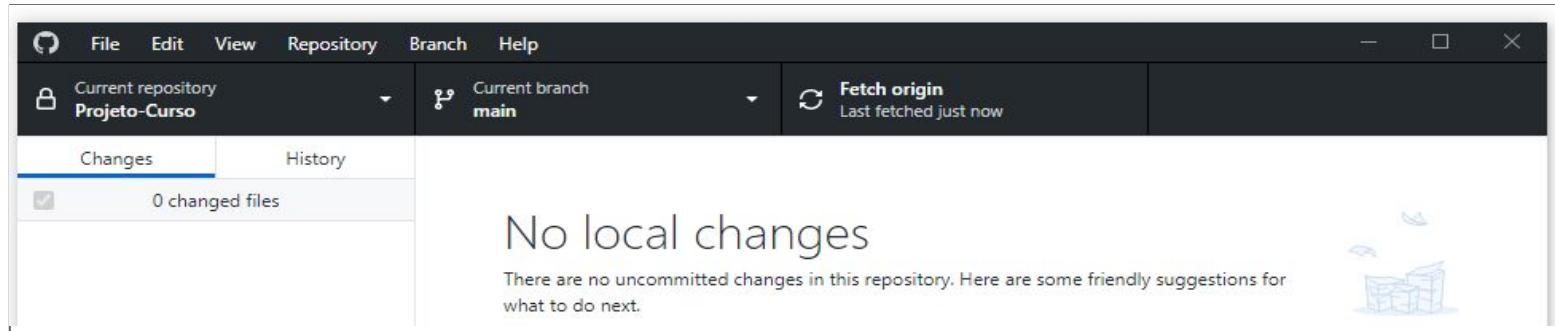 File Edit View Repository Branch Help
Current repository
Projeto-Curso
Current branch
main
Fetch origin
Last fetched just now
Changes History
0 changed files
No local changes
There are no uncommitted changes in this repository. Here are some friendly suggestions for
what to do next.